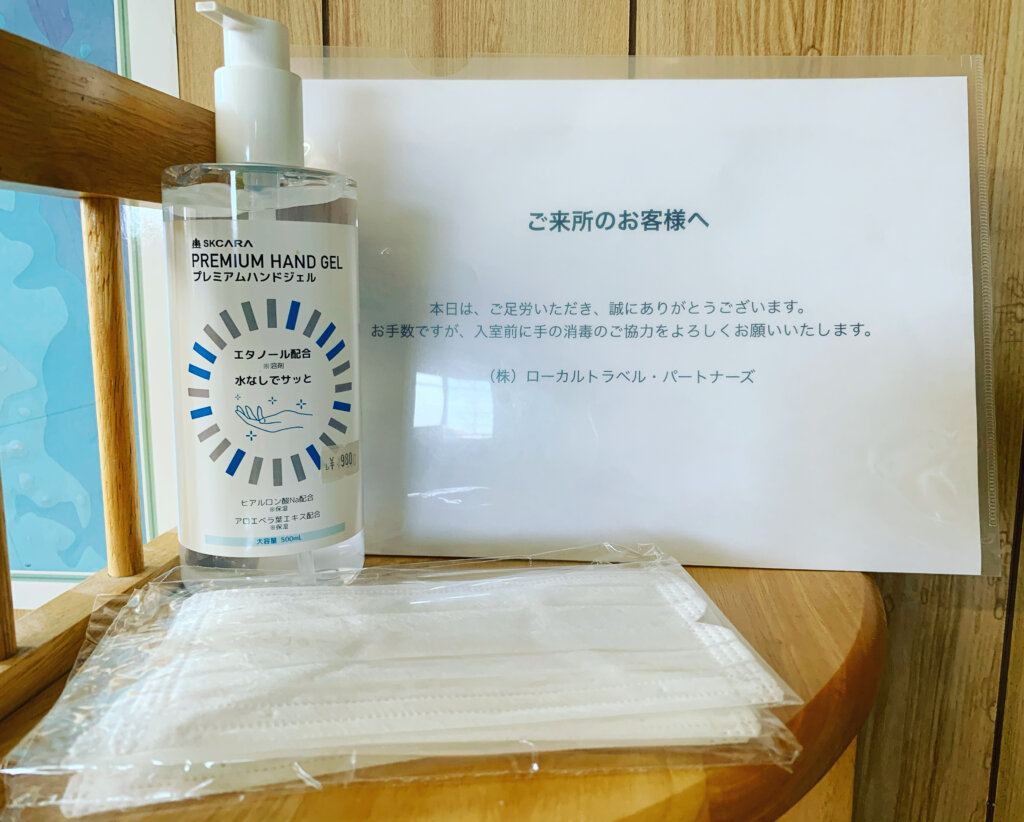 SKCARA
PREMIUM HAND GEL
プレミアムハンドジェル
エタノール配合
※溶剤
水なしでサッと
¥980
ヒアルロン酸Na配合
※保湿
アロエベラ葉エキス配合
※保湿
大容量 500mL
ご来所のお客様へ
本日は、ご足労いただき、誠にありがとうございます。
お手数ですが、入室前に手の消毒のご協力をよろしくお願いいたします。
（株）ローカルトラベル・パートナーズ